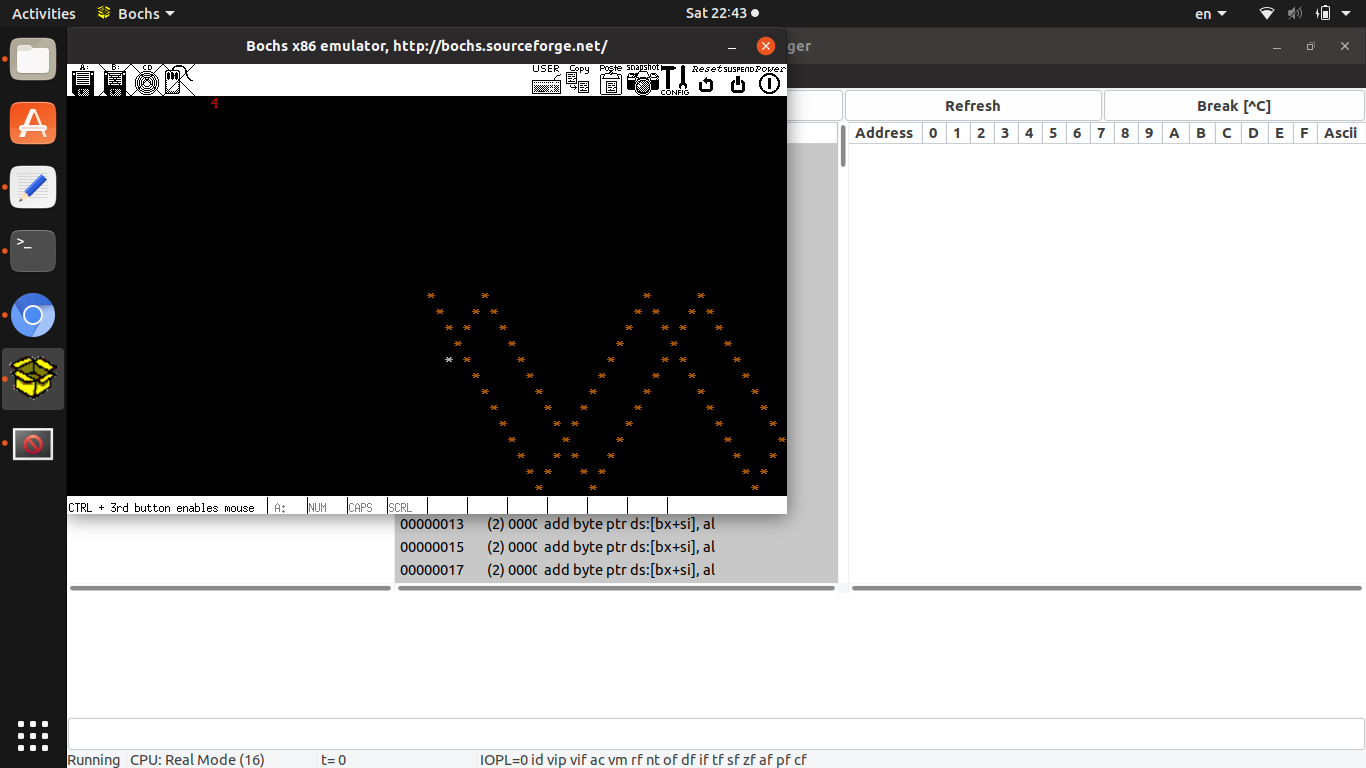 Activities Bochs Sat 22:43 en
Bochs x86 emulator, http://bochs.sourceforge.net/
ger
A: B: CD USER Copy Paste snapshot CONFIG Reset SUSPEND Power
4
Refresh Break [^C]
Address 0 1 2 3 4 5 6 7 8 9 A B C D E F Ascii
* *   * *
* * *   * * * *
* * *   * * * *
* *   * * *
* * *   * * * *
* *   * * *
* *   * * *
* * *   * * *
* * *   * * *
* *   * * *
* * *   * * *
* * *   * * *
* *   *
CTRL + 3rd button enables mouse A: NUM CAPS SCRL
00000013 (2) 0000 add byte ptr ds:[bx+si], al
00000015 (2) 0000 add byte ptr ds:[bx+si], al
00000017 (2) 0000 add byte ptr ds:[bx+si], al
Running CPU: Real Mode (16) t= 0 IOPL=0 id vip vif ac vm rf nt of df if tf sf zf af pf cf